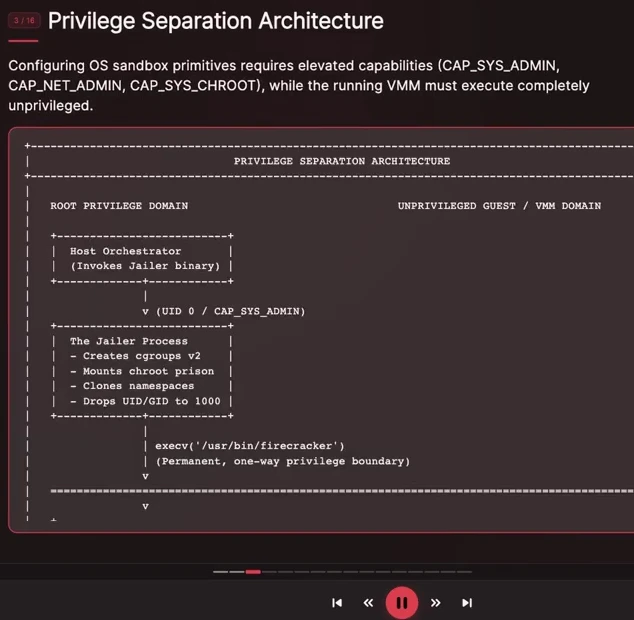 3 / 16
Privilege Separation Architecture
Configuring OS sandbox primitives requires elevated capabilities (CAP_SYS_ADMIN,
CAP_NET_ADMIN, CAP_SYS_CHROOT), while the running VMM must execute completely
unprivileged.
PRIVILEGE SEPARATION ARCHITECTURE
ROOT PRIVILEGE DOMAIN UNPRIVILEGED GUEST / VMM DOMAIN
Host Orchestrator
(Invokes Jailer binary)
v (UID 0 / CAP_SYS_ADMIN)
The Jailer Process
- Creates cgroups v2
- Mounts chroot prison
- Clones namespaces
- Drops UID/GID to 1000
execv('/usr/bin/firecracker')
(Permanent, one-way privilege boundary)
v
v